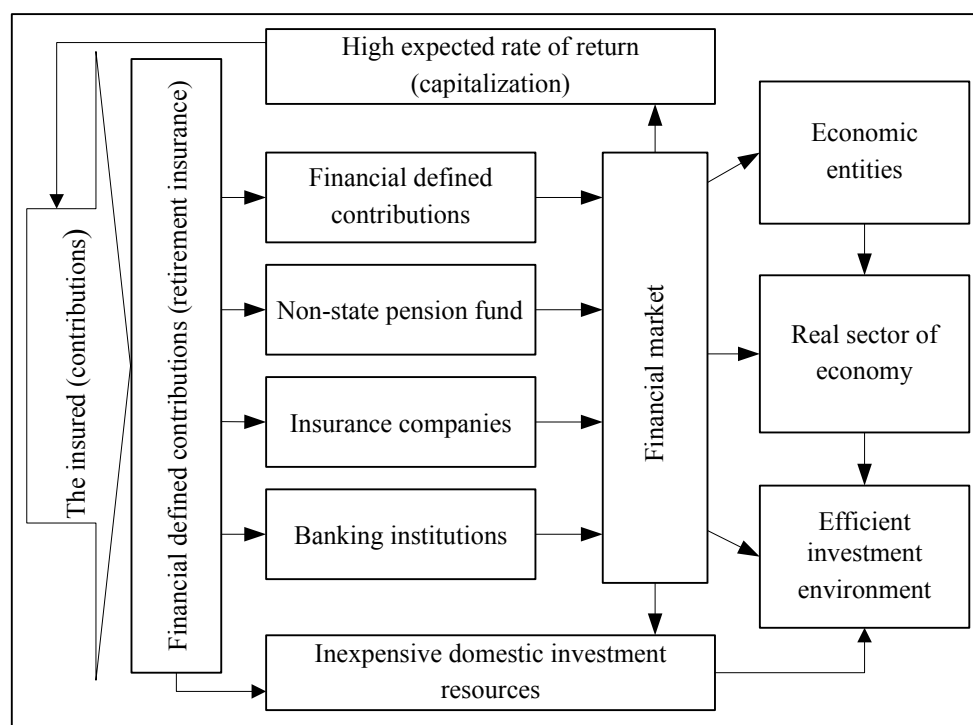 High expected rate of return
(capitalization)
The insured (contributions)
Financial defined contributions (retirement insurance)
Financial defined
contributions
Non-state pension fund
Insurance companies
Banking institutions
Inexpensive domestic investment
resources
Financial market
Economic
entities
Real sector of
economy
Efficient
investment
environment